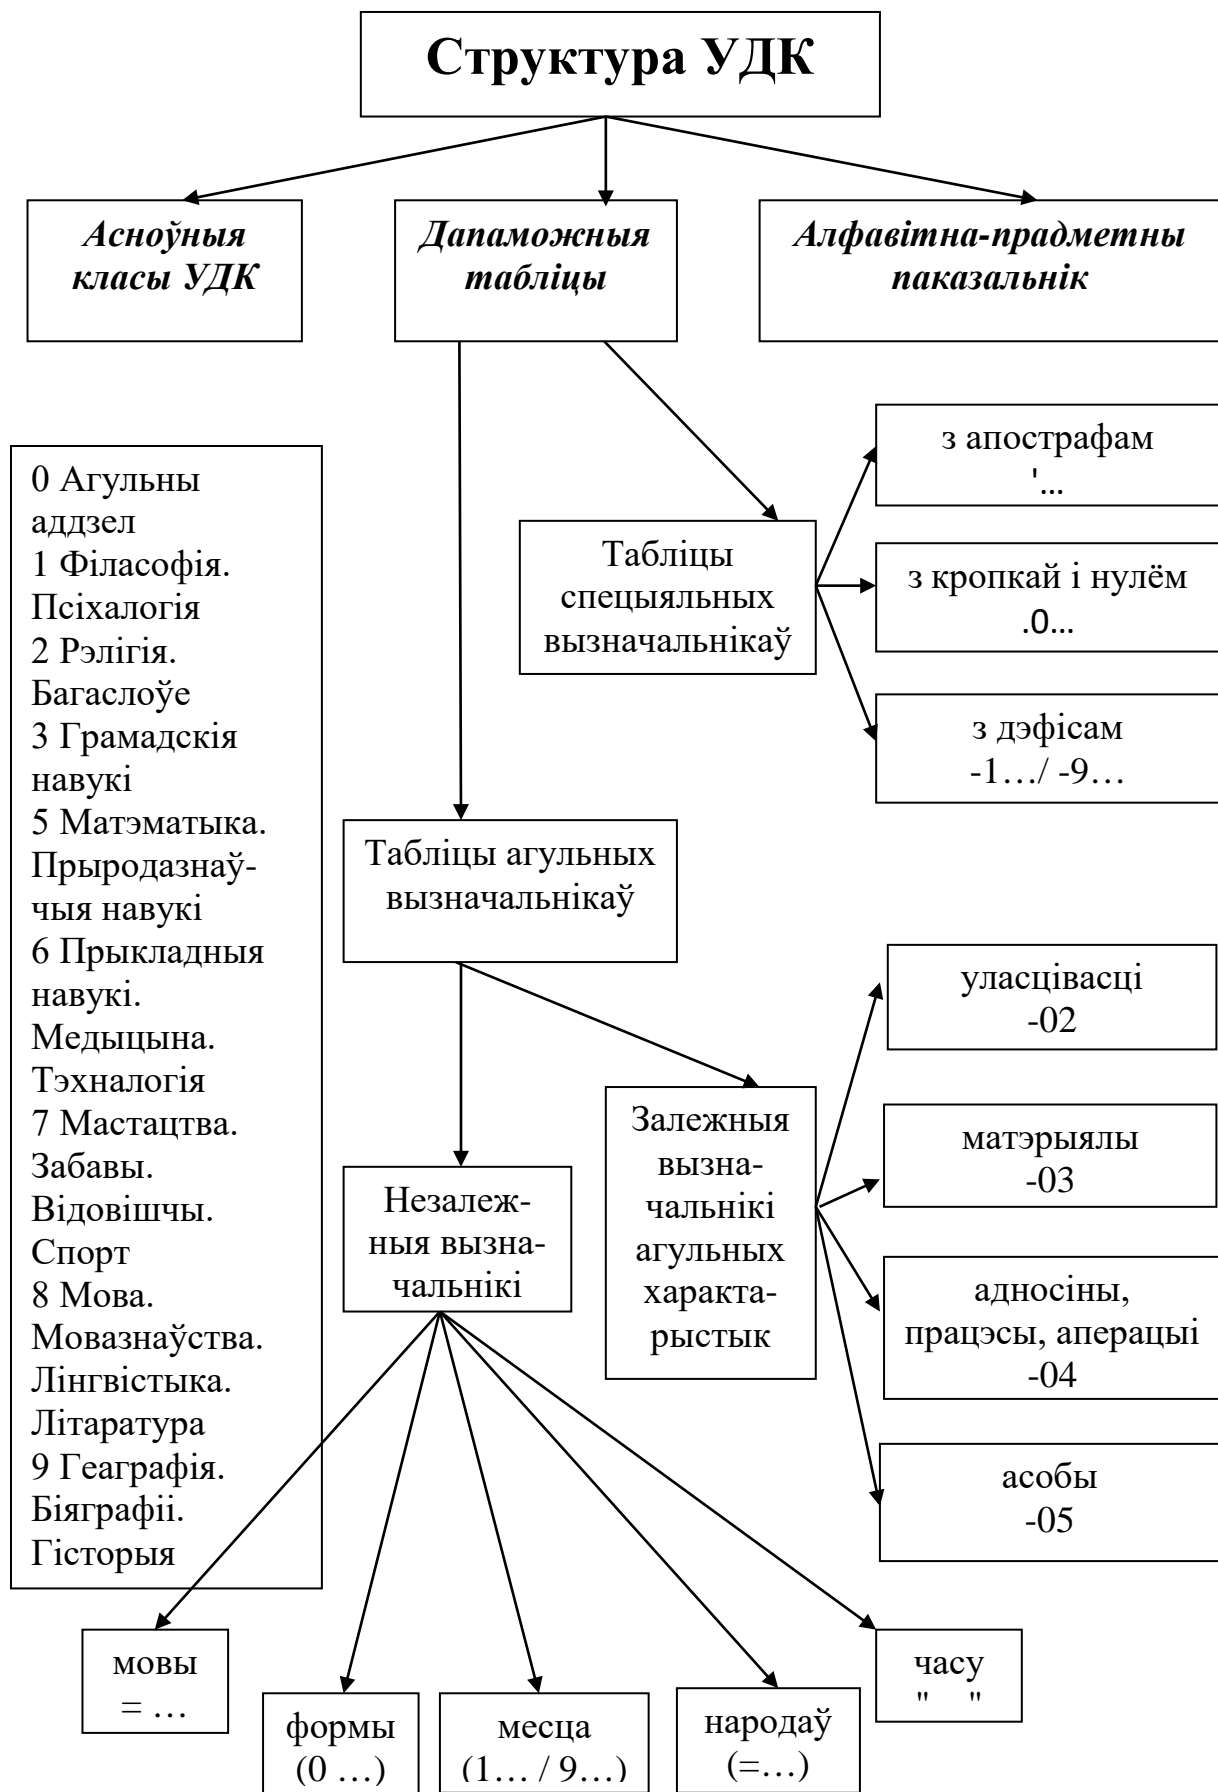 Структура УДК
Асноўныя
класы УДК
Дапаможныя
табліцы
Алфавітна-прадметны
паказальнік
0 Агульны
аддзел
1 Філасофія.
Псіхалогія
2 Рэлігія.
Багаслоўе
3 Грамадскія
навукі
5 Матэматыка.
Прыродазнаў-
чыя навукі
6 Прыкладныя
навукі.
Медыцына.
Тэхналогія
7 Мастацтва.
Забавы.
Відовішчы.
Спорт
8 Мова.
Мовазнаўства.
Лінгвістыка.
Літаратура
9 Геаграфія.
Біяграфіі.
Гісторыя
Табліцы
спецыяльных
вызначальнікаў
з апострафам
'...
з кропкай і нулём
.0...
з дэфісам
-1…/ -9…
Табліцы агульных
вызначальнікаў
Незалеж-
ныя вызна-
чальнікі
Залежныя
вызна-
чальнікі
агульных
характа-
рыстык
уласцівасці
-02
матэрыялы
-03
адносіны,
працэсы, аперацыі
-04
асобы
-05
мовы
= …
формы
(0 …)
месца
(1… / 9…)
народаў
(=…)
часу
" "